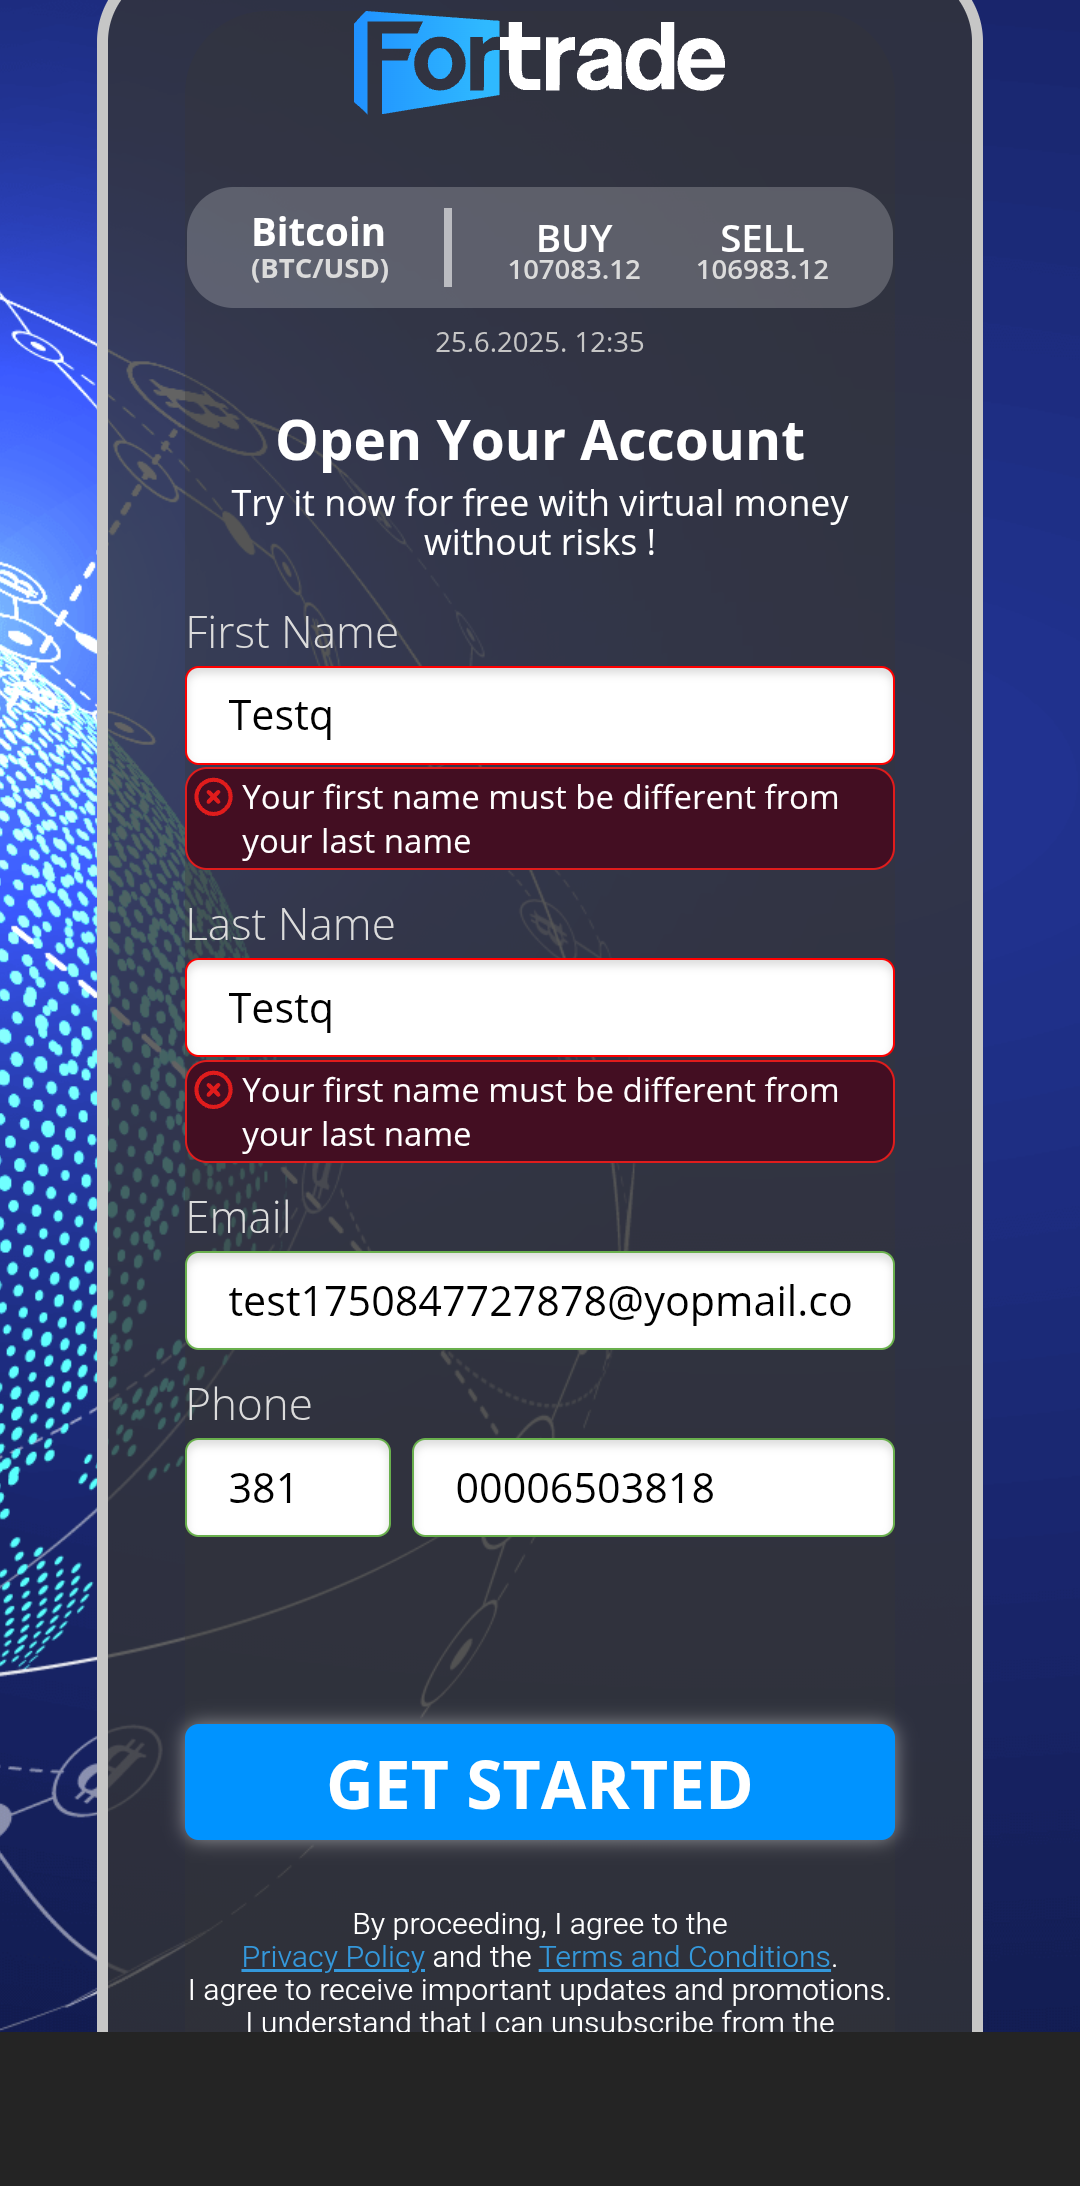 Fortrade
Bitcoin
(BTC/USD)
BUY
107083.12
SELL
106983.12
25.6.2025. 12:35
Open Your Account
Try it now for free with virtual money
without risks !
First Name
Testq
Your first name must be different from
your last name
Last Name
Testq
Your first name must be different from
your last name
Email
test1750847727878@yopmail.co
Phone
381
00006503818
GET STARTED
By proceeding, I agree to the
Privacy Policy and the Terms and Conditions.
I agree to receive important updates and promotions.
I understand that I can unsubscribe from the